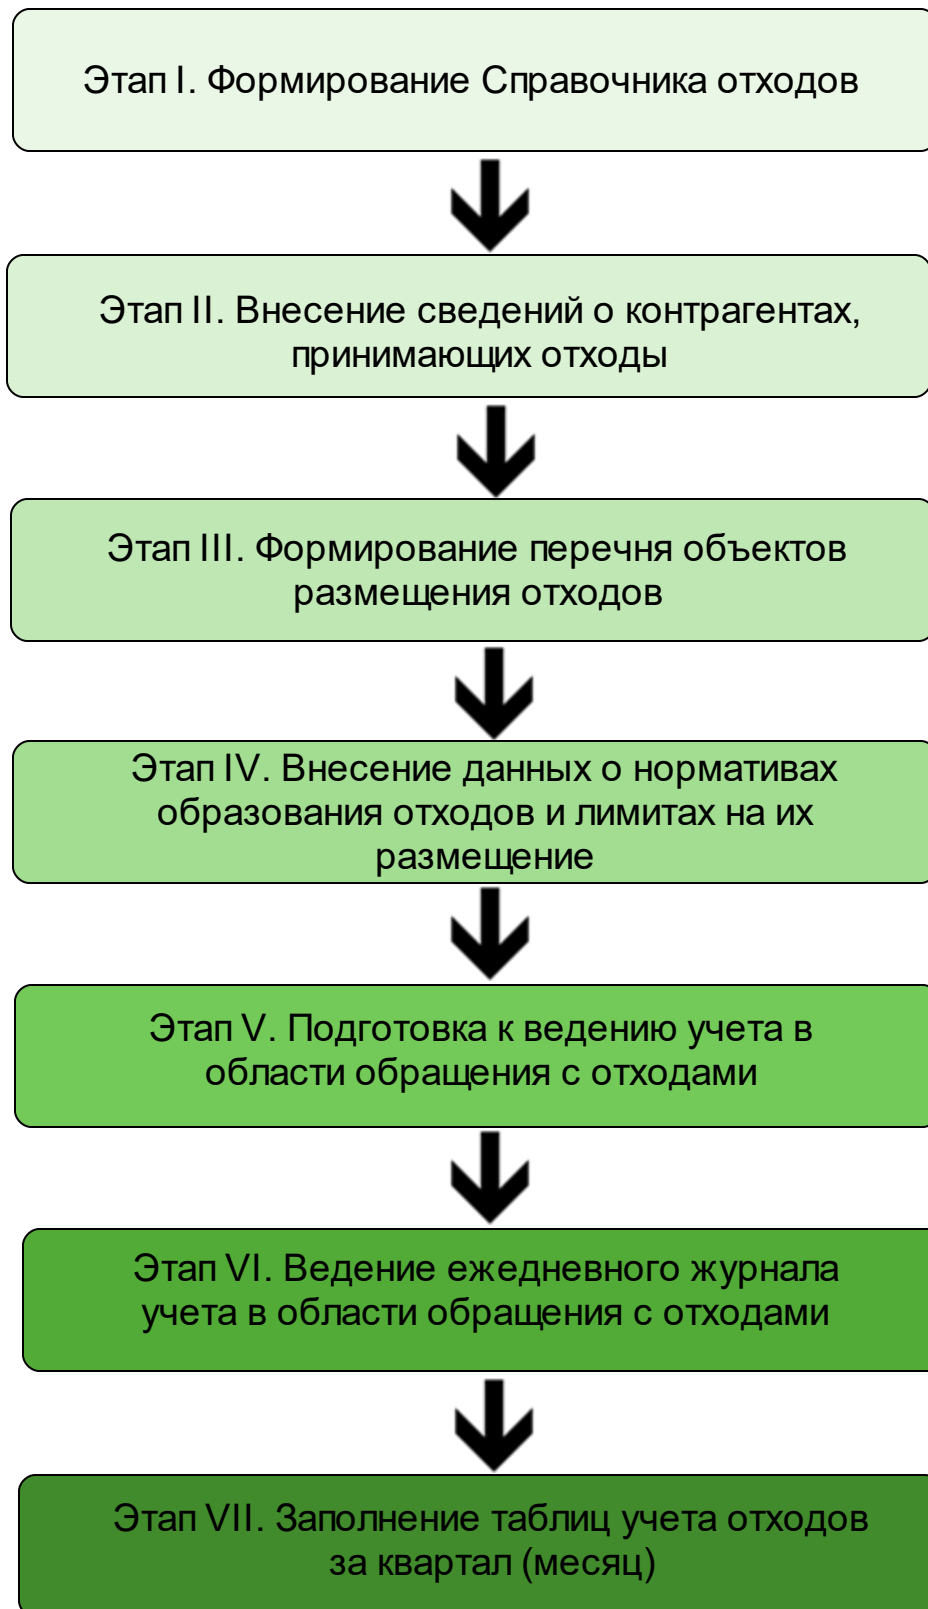 Этап I. Формирование Справочника отходов
Этап II. Внесение сведений о контрагентах,
принимающих отходы
Этап III. Формирование перечня объектов
размещения отходов
Этап IV. Внесение данных о нормативах
образования отходов и лимитах на их
размещение
Этап V. Подготовка к ведению учета в
области обращения с отходами
Этап VI. Ведение ежедневного журнала
учета в области обращения с отходами
Этап VII. Заполнение таблиц учета отходов
за квартал (месяц)